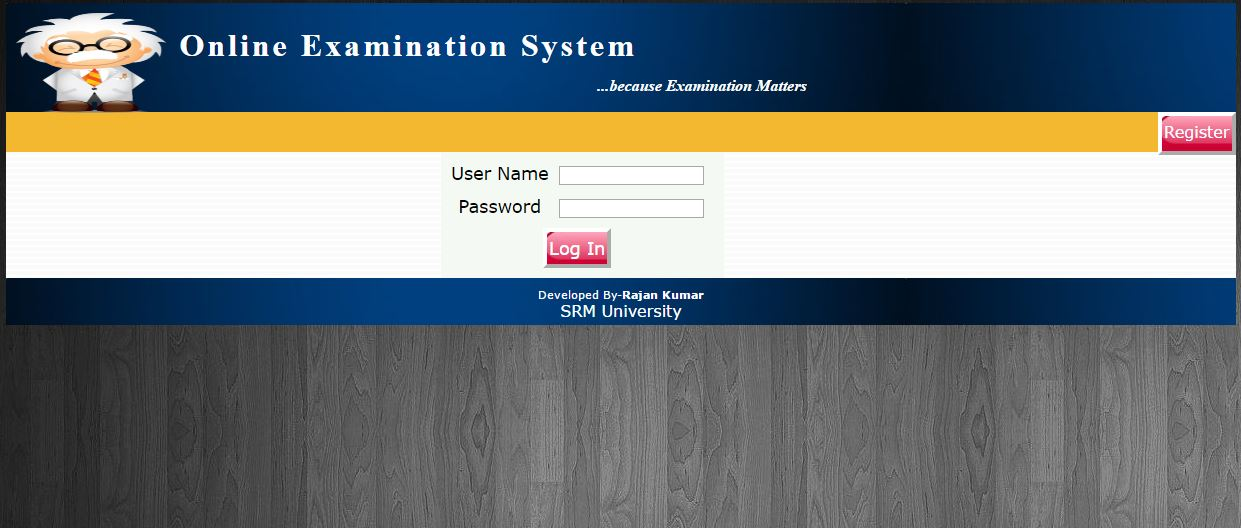 Online Examination System
...because Examination Matters
Register
User Name
Password
Log In
Developed By-Rajan Kumar
SRM University